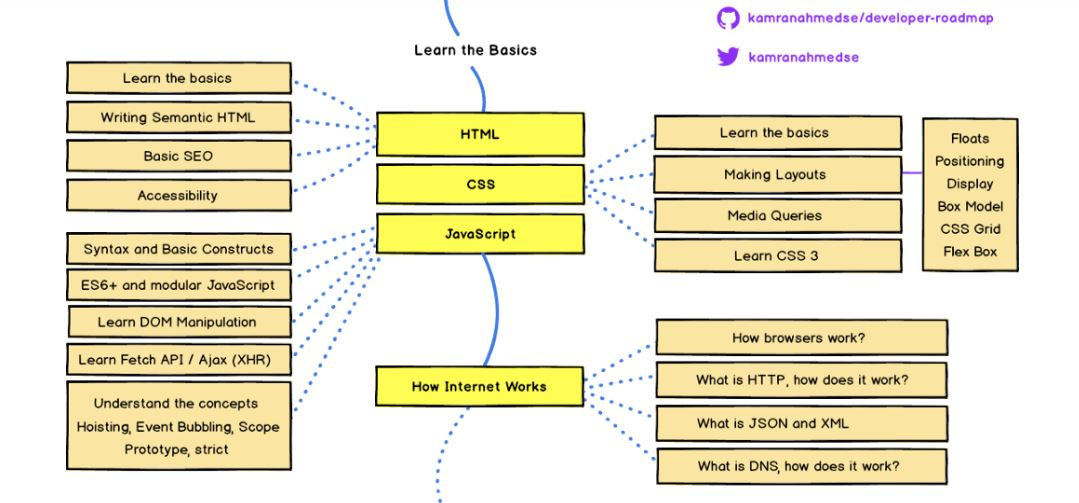 kamranahmedse/developer-roadmap
kamranahmedse
Learn the Basics
HTML
CSS
JavaScript
Learn the basics
Writing Semantic HTML
Basic SEO
Accessibility
Learn the basics
Making Layouts
Media Queries
Learn CSS 3
Floats
Positioning
Display
Box Model
CSS Grid
Flex Box
Syntax and Basic Constructs
ES6+ and modular JavaScript
Learn DOM Manipulation
Learn Fetch API / Ajax (XHR)
Understand the concepts
Hoisting, Event Bubbling, Scope
Prototype, strict
How Internet Works
How browsers work?
What is HTTP, how does it work?
What is JSON and XML
What is DNS, how does it work?